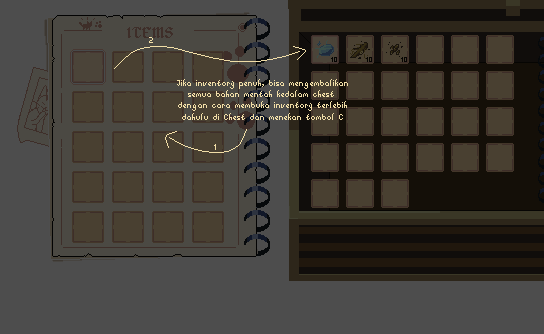 ITEMS
2
10 10 10
Jika inventory penuh, bisa mengembalikan
semua bahan mentah kedalam chest
dengan cara membuka inventory terlebih
dahulu di Chest dan menekan tombol C
1